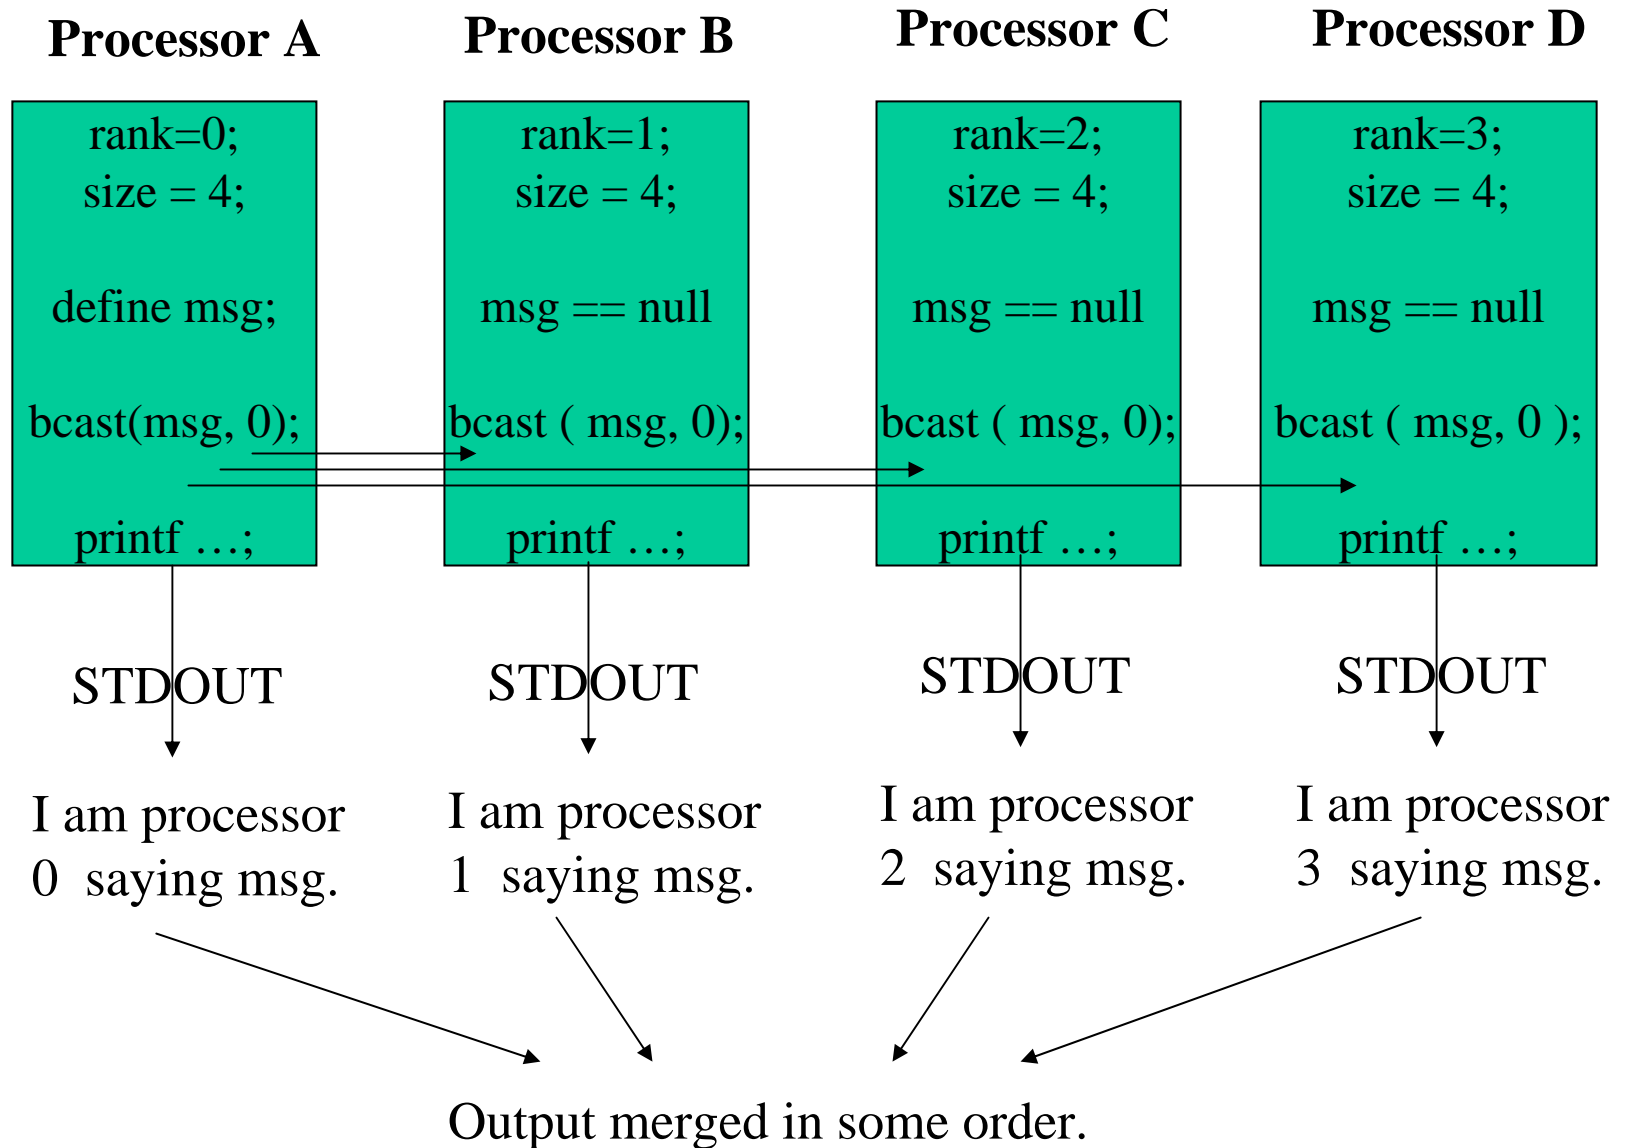 Processor A
Processor B
Processor C
Processor D
rank=0;
size = 4;
define msg;
bcast(msg, 0);
printf …;
rank=1;
size = 4;
msg == null
bcast ( msg, 0);
printf …;
rank=2;
size = 4;
msg == null
bcast ( msg, 0);
printf …;
rank=3;
size = 4;
msg == null
bcast ( msg, 0 );
printf …;
STDOUT
STDOUT
STDOUT
STDOUT
I am processor
0  saying msg.
I am processor
1  saying msg.
I am processor
2  saying msg.
I am processor
3  saying msg.
Output merged in some order.